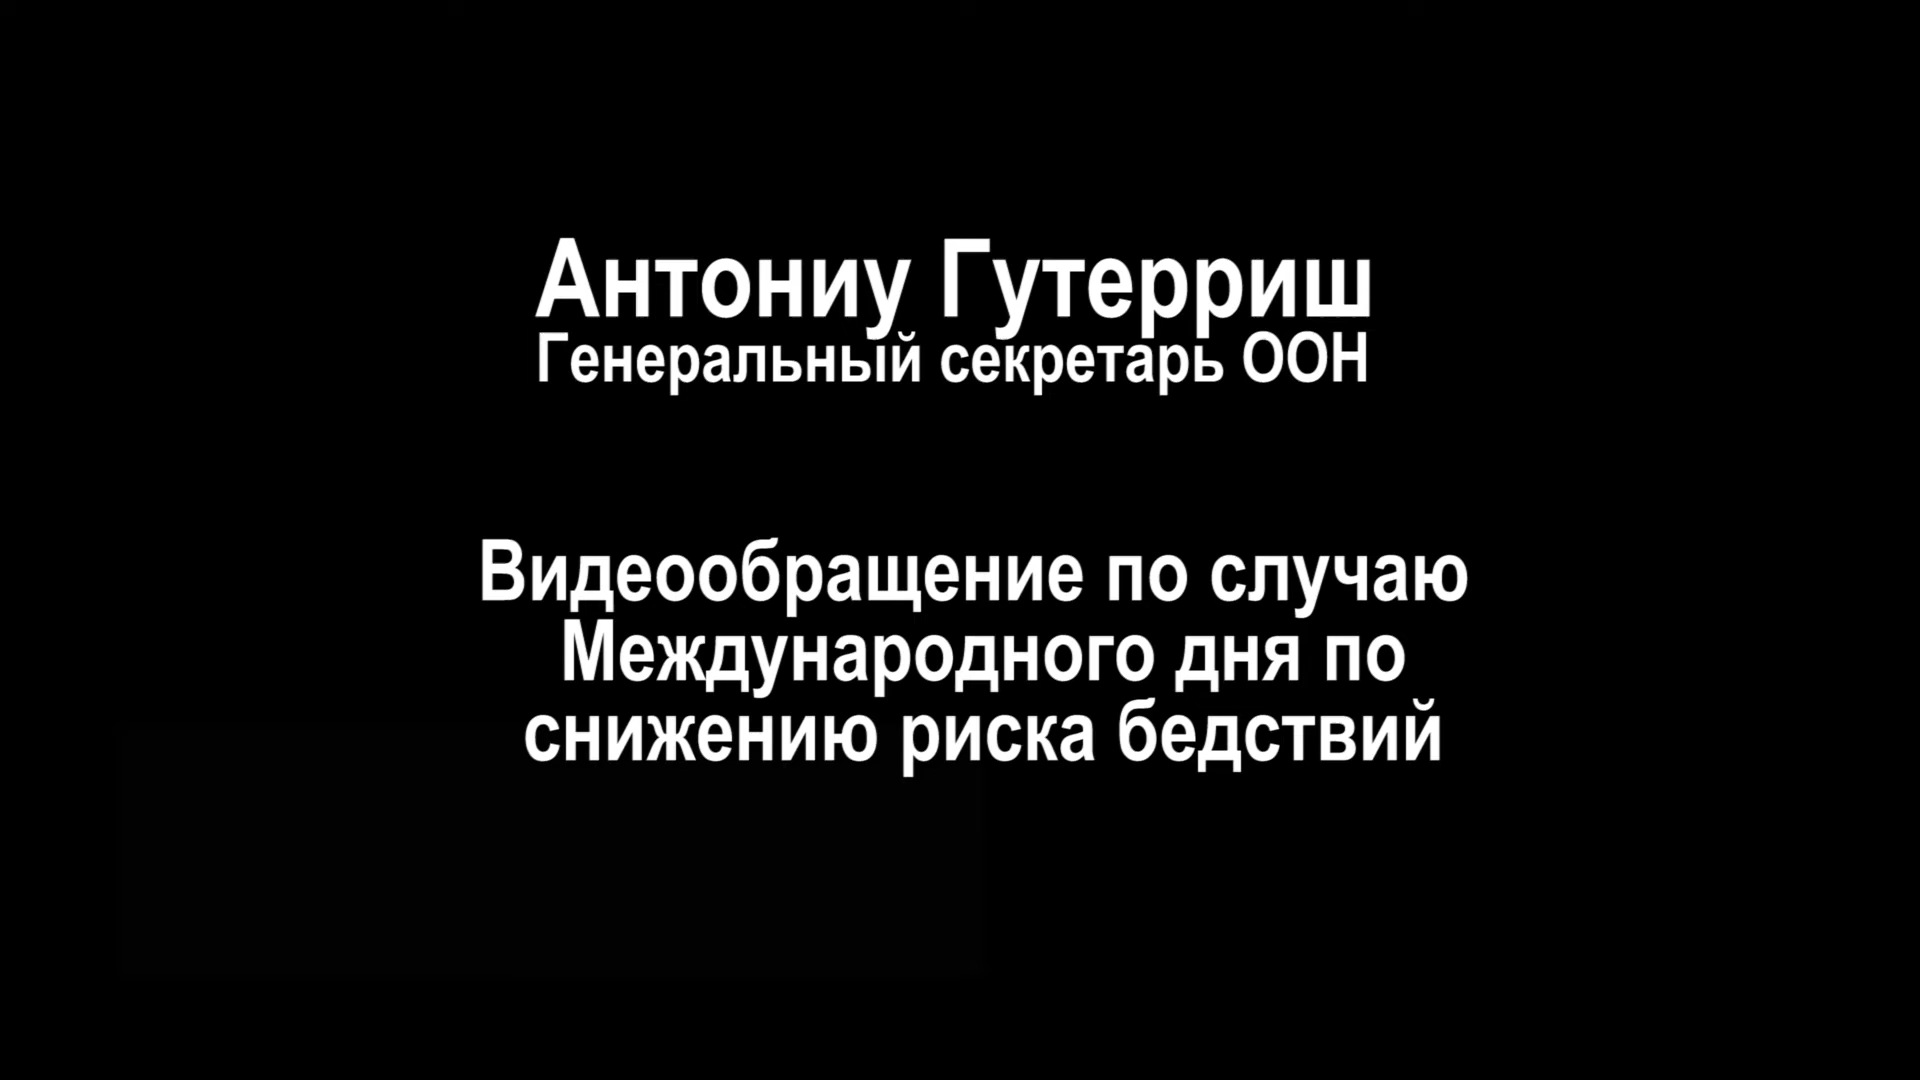 Антониу Гутерриш
Генеральный секретарь ООН
Видеообращение по случаю
Международного дня по
снижению риска бедствий